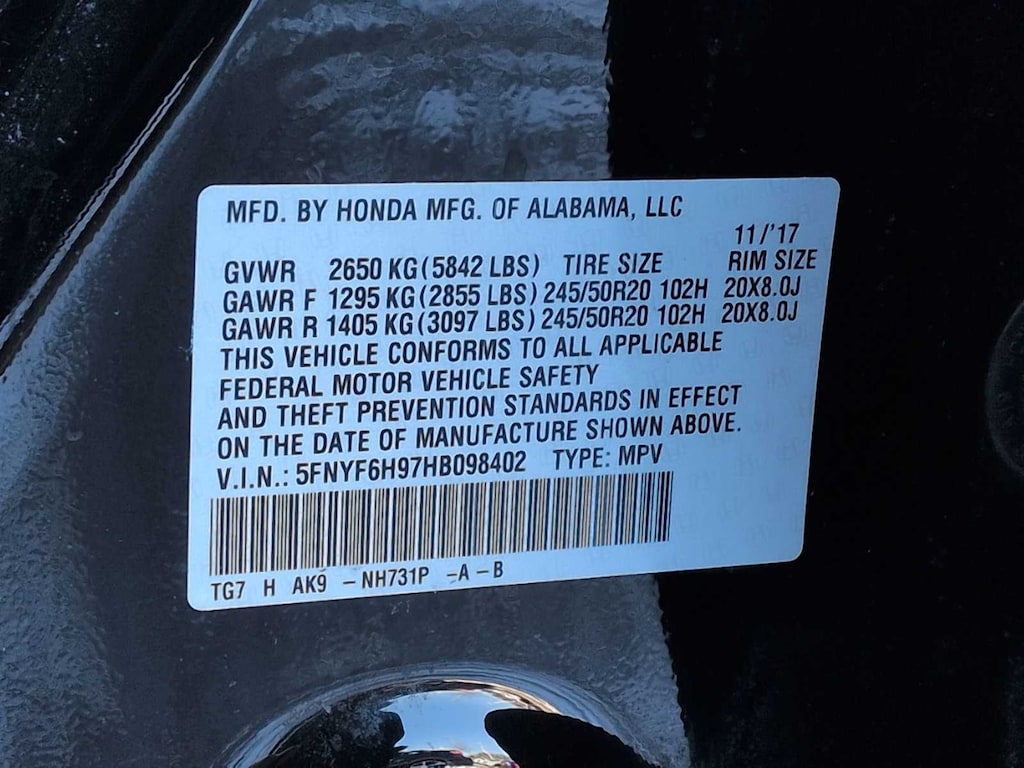 MFD. BY HONDA MFG. OF ALABAMA, LLC
11/'17
GVWR 2650 KG (5842 LBS) TIRE SIZE RIM SIZE
GAWR F 1295 KG (2855 LBS) 245/50R20 102H 20X8.0J
GAWR R 1405 KG (3097 LBS) 245/50R20 102H 20X8.0J
THIS VEHICLE CONFORMS TO ALL APPLICABLE
FEDERAL MOTOR VEHICLE SAFETY
AND THEFT PREVENTION STANDARDS IN EFFECT
ON THE DATE OF MANUFACTURE SHOWN ABOVE.
V.I.N.: 5FNYF6H97HB098402 TYPE: MPV
TG7 H AK9 -NH731P -A-B